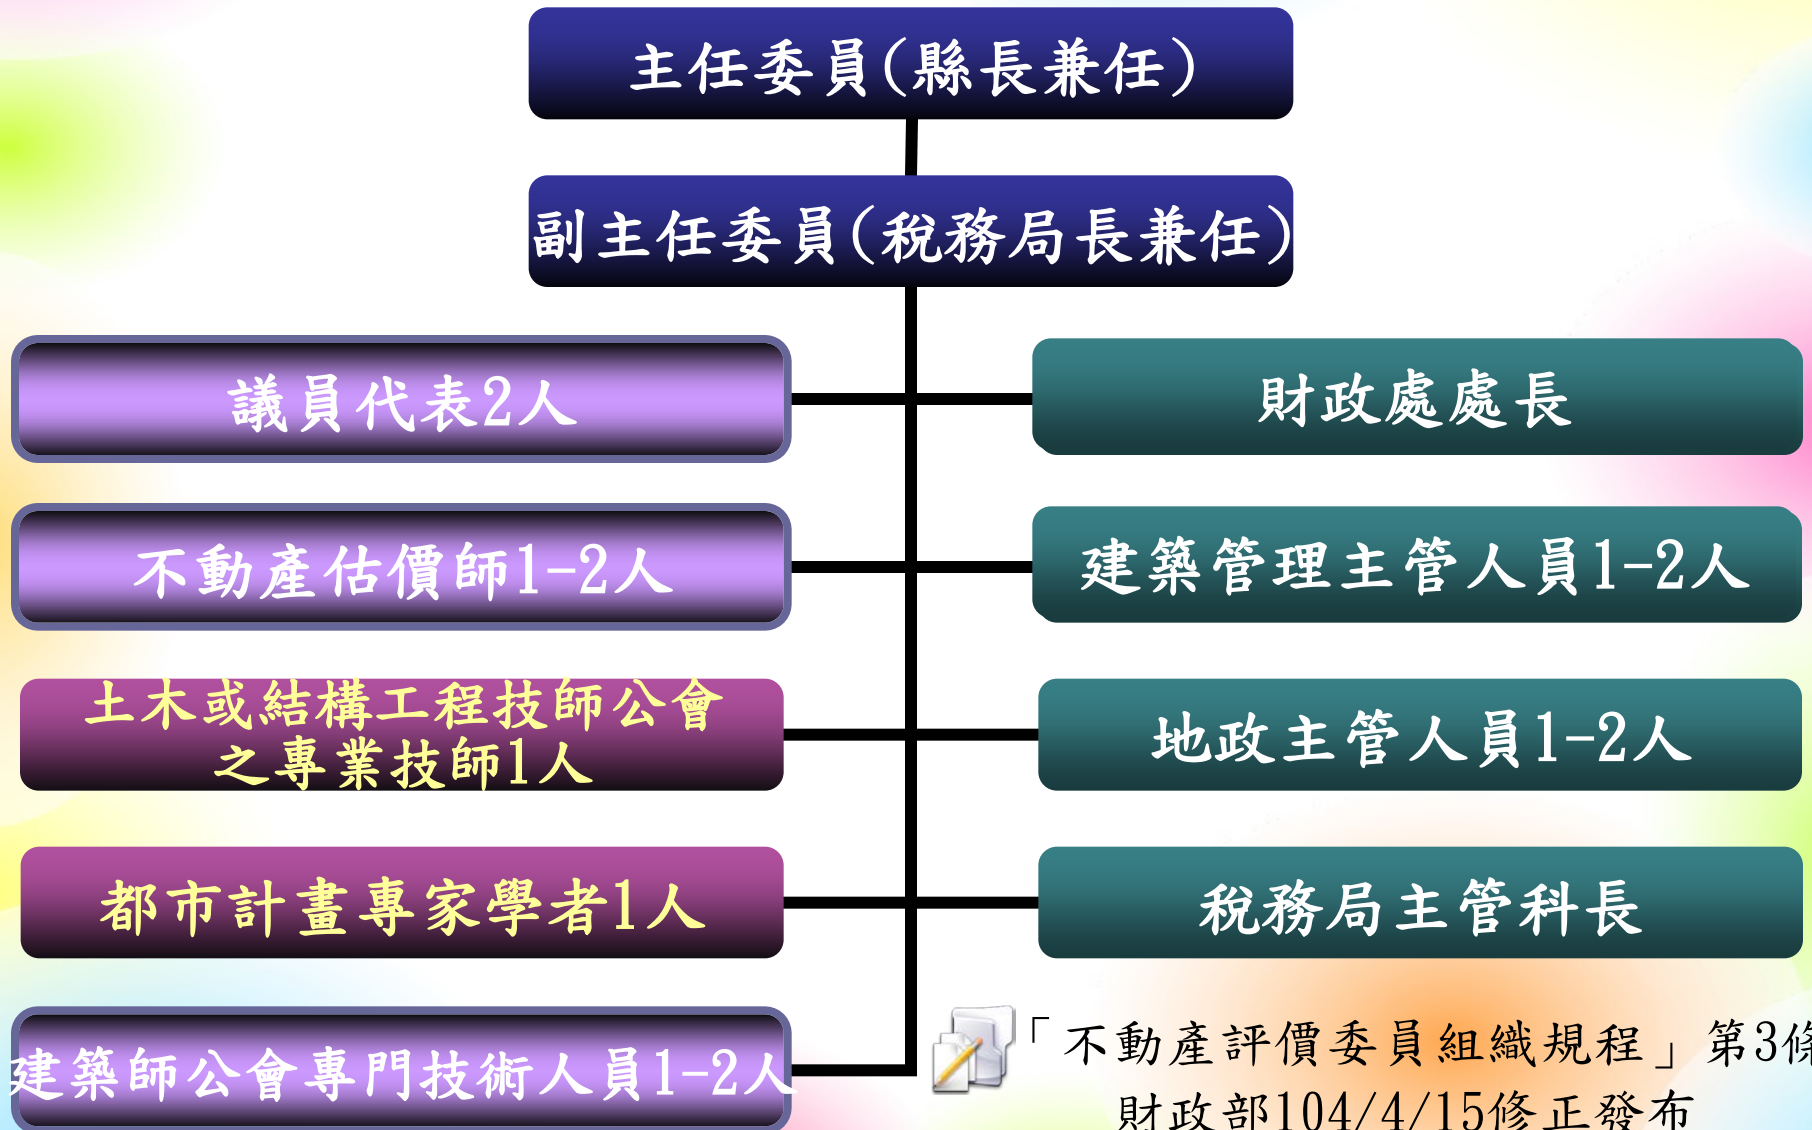 主任委員(縣長兼任)
副主任委員(稅務局長兼任)
議員代表2人
財政處處長
不動產估價師1-2人
建築管理主管人員1-2人
土木或結構工程技師公會
之專業技師1人
地政主管人員1-2人
都市計畫專家學者1人
稅務局主管科長
建築師公會專門技術人員1-2人
「不動產評價委員組織規程」第3條
財政部104/4/15修正發布